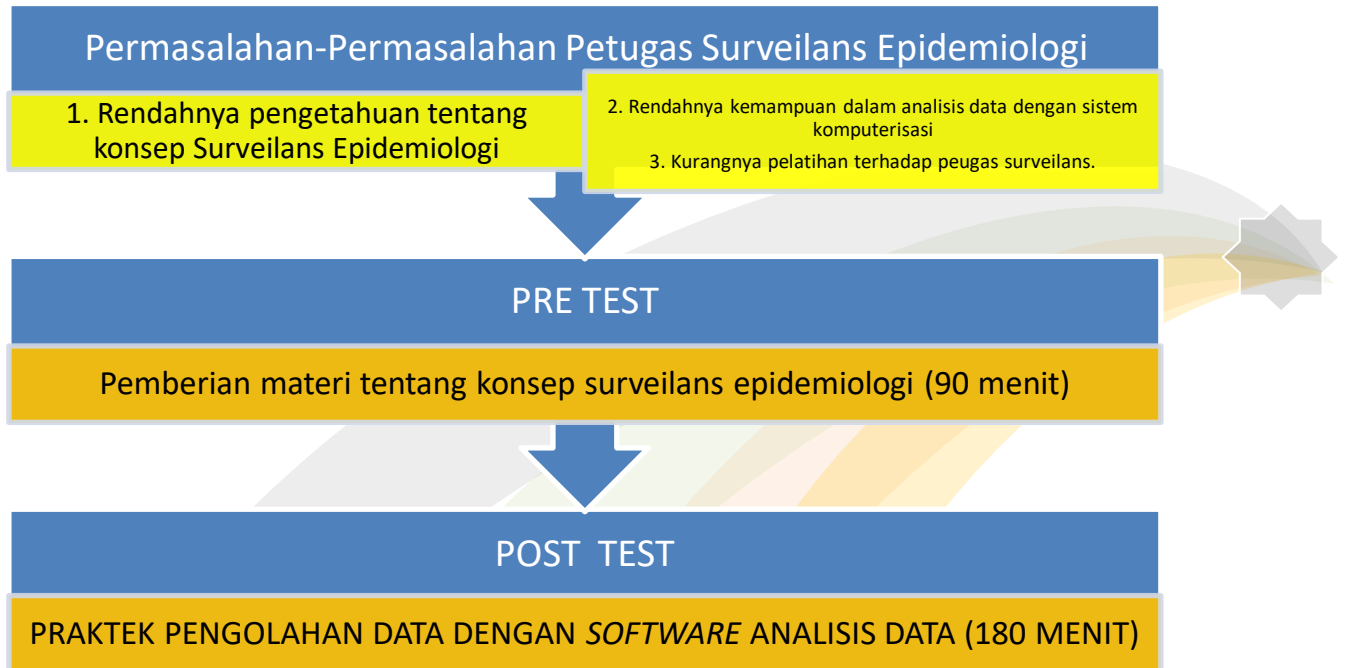 Permasalahan-Permasalahan Petugas Surveilans Epidemiologi
1. Rendahnya pengetahuan tentang
konsep Surveilans Epidemiologi
2. Rendahnya kemampuan dalam analisis data dengan sistem
komputerisasi
3. Kurangnya pelatihan terhadap peugas surveilans.
PRE TEST
Pemberian materi tentang konsep surveilans epidemiologi (90 menit)
POST TEST
PRAKTEK PENGOLAHAN DATA DENGAN SOFTWARE ANALISIS DATA (180 MENIT)